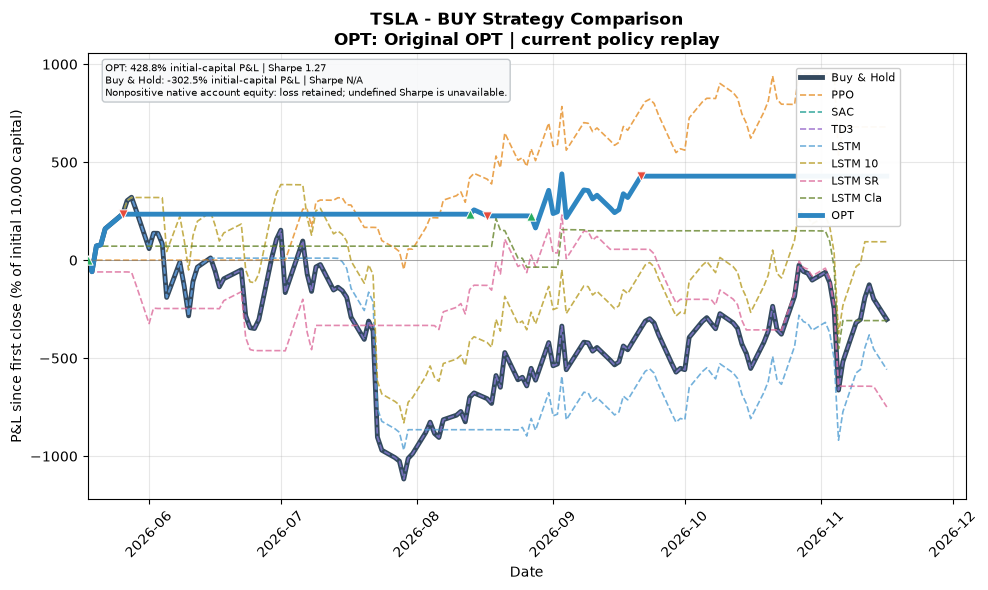 TSLA - BUY Strategy Comparison
OPT: Original OPT | current policy replay
OPT: 428.8% initial-capital P&L | Sharpe 1.27
Buy & Hold: -302.5% initial-capital P&L | Sharpe N/A
Nonpositive native account equity: loss retained; undefined Sharpe is unavailable.
Buy & Hold
PPO
SAC
TD3
LSTM
LSTM 10
LSTM SR
LSTM Cla
OPT
P&L since first close (% of initial 10,000 capital)
1000
500
0
−500
−1000
2026-06
2026-07
2026-08
2026-09
2026-10
2026-11
2026-12
Date